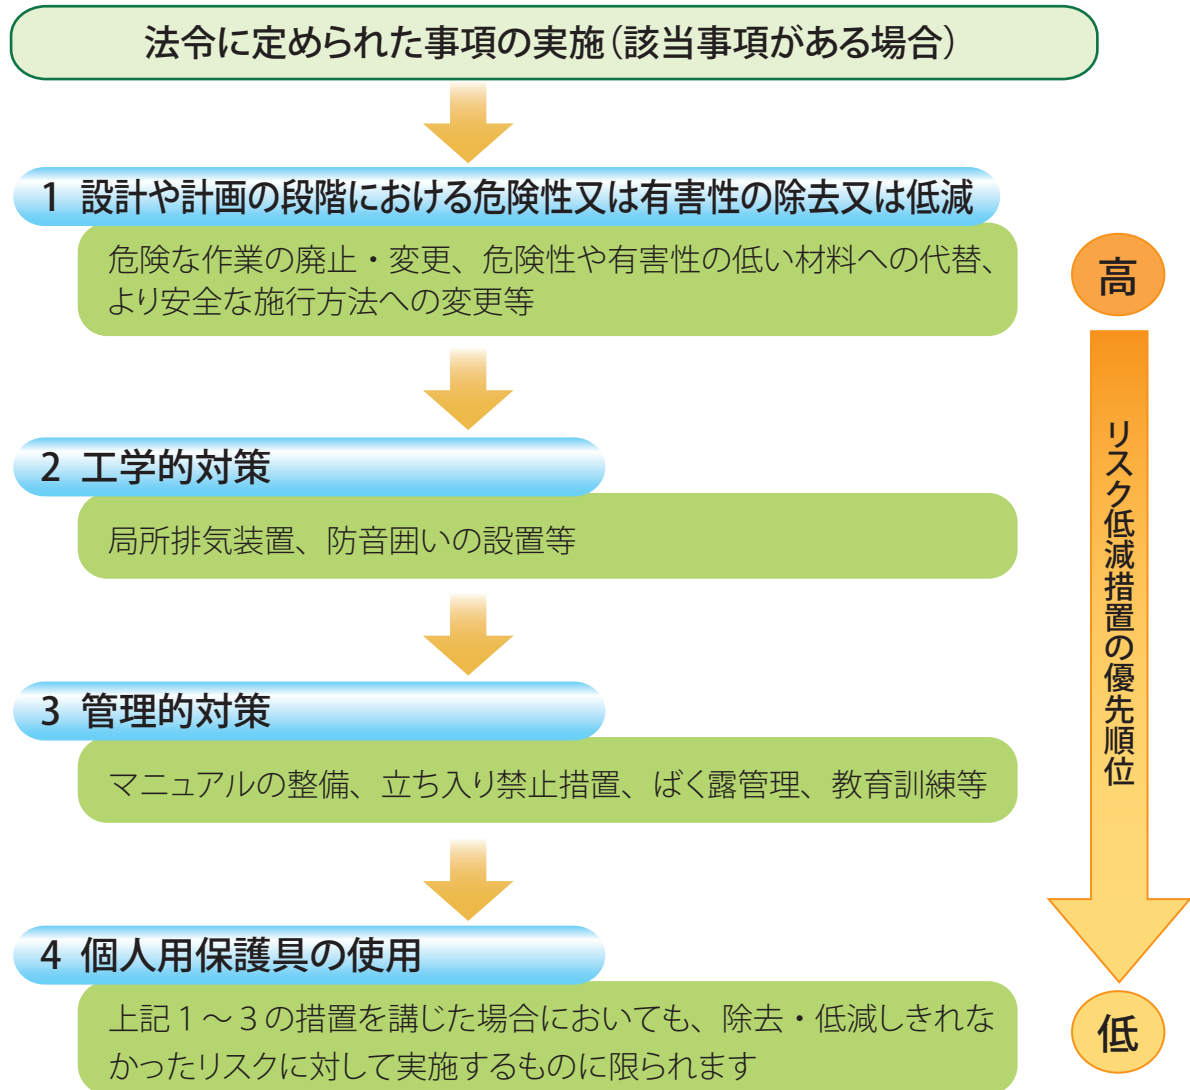 法令に定められた事項の実施（該当事項がある場合）
1 設計や計画の段階における危険性又は有害性の除去又は低減
危険な作業の廃止・変更、危険性や有害性の低い材料への代替、
より安全な施行方法への変更等
2 工学的対策
局所排気装置、防音囲いの設置等
3 管理的対策
マニュアルの整備、立ち入り禁止措置、ばく露管理、教育訓練等
4 個人用保護具の使用
上記１～３の措置を講じた場合においても、除去・低減しきれな
かったリスクに対して実施するものに限られます
高
リスク低減措置の優先順位
低